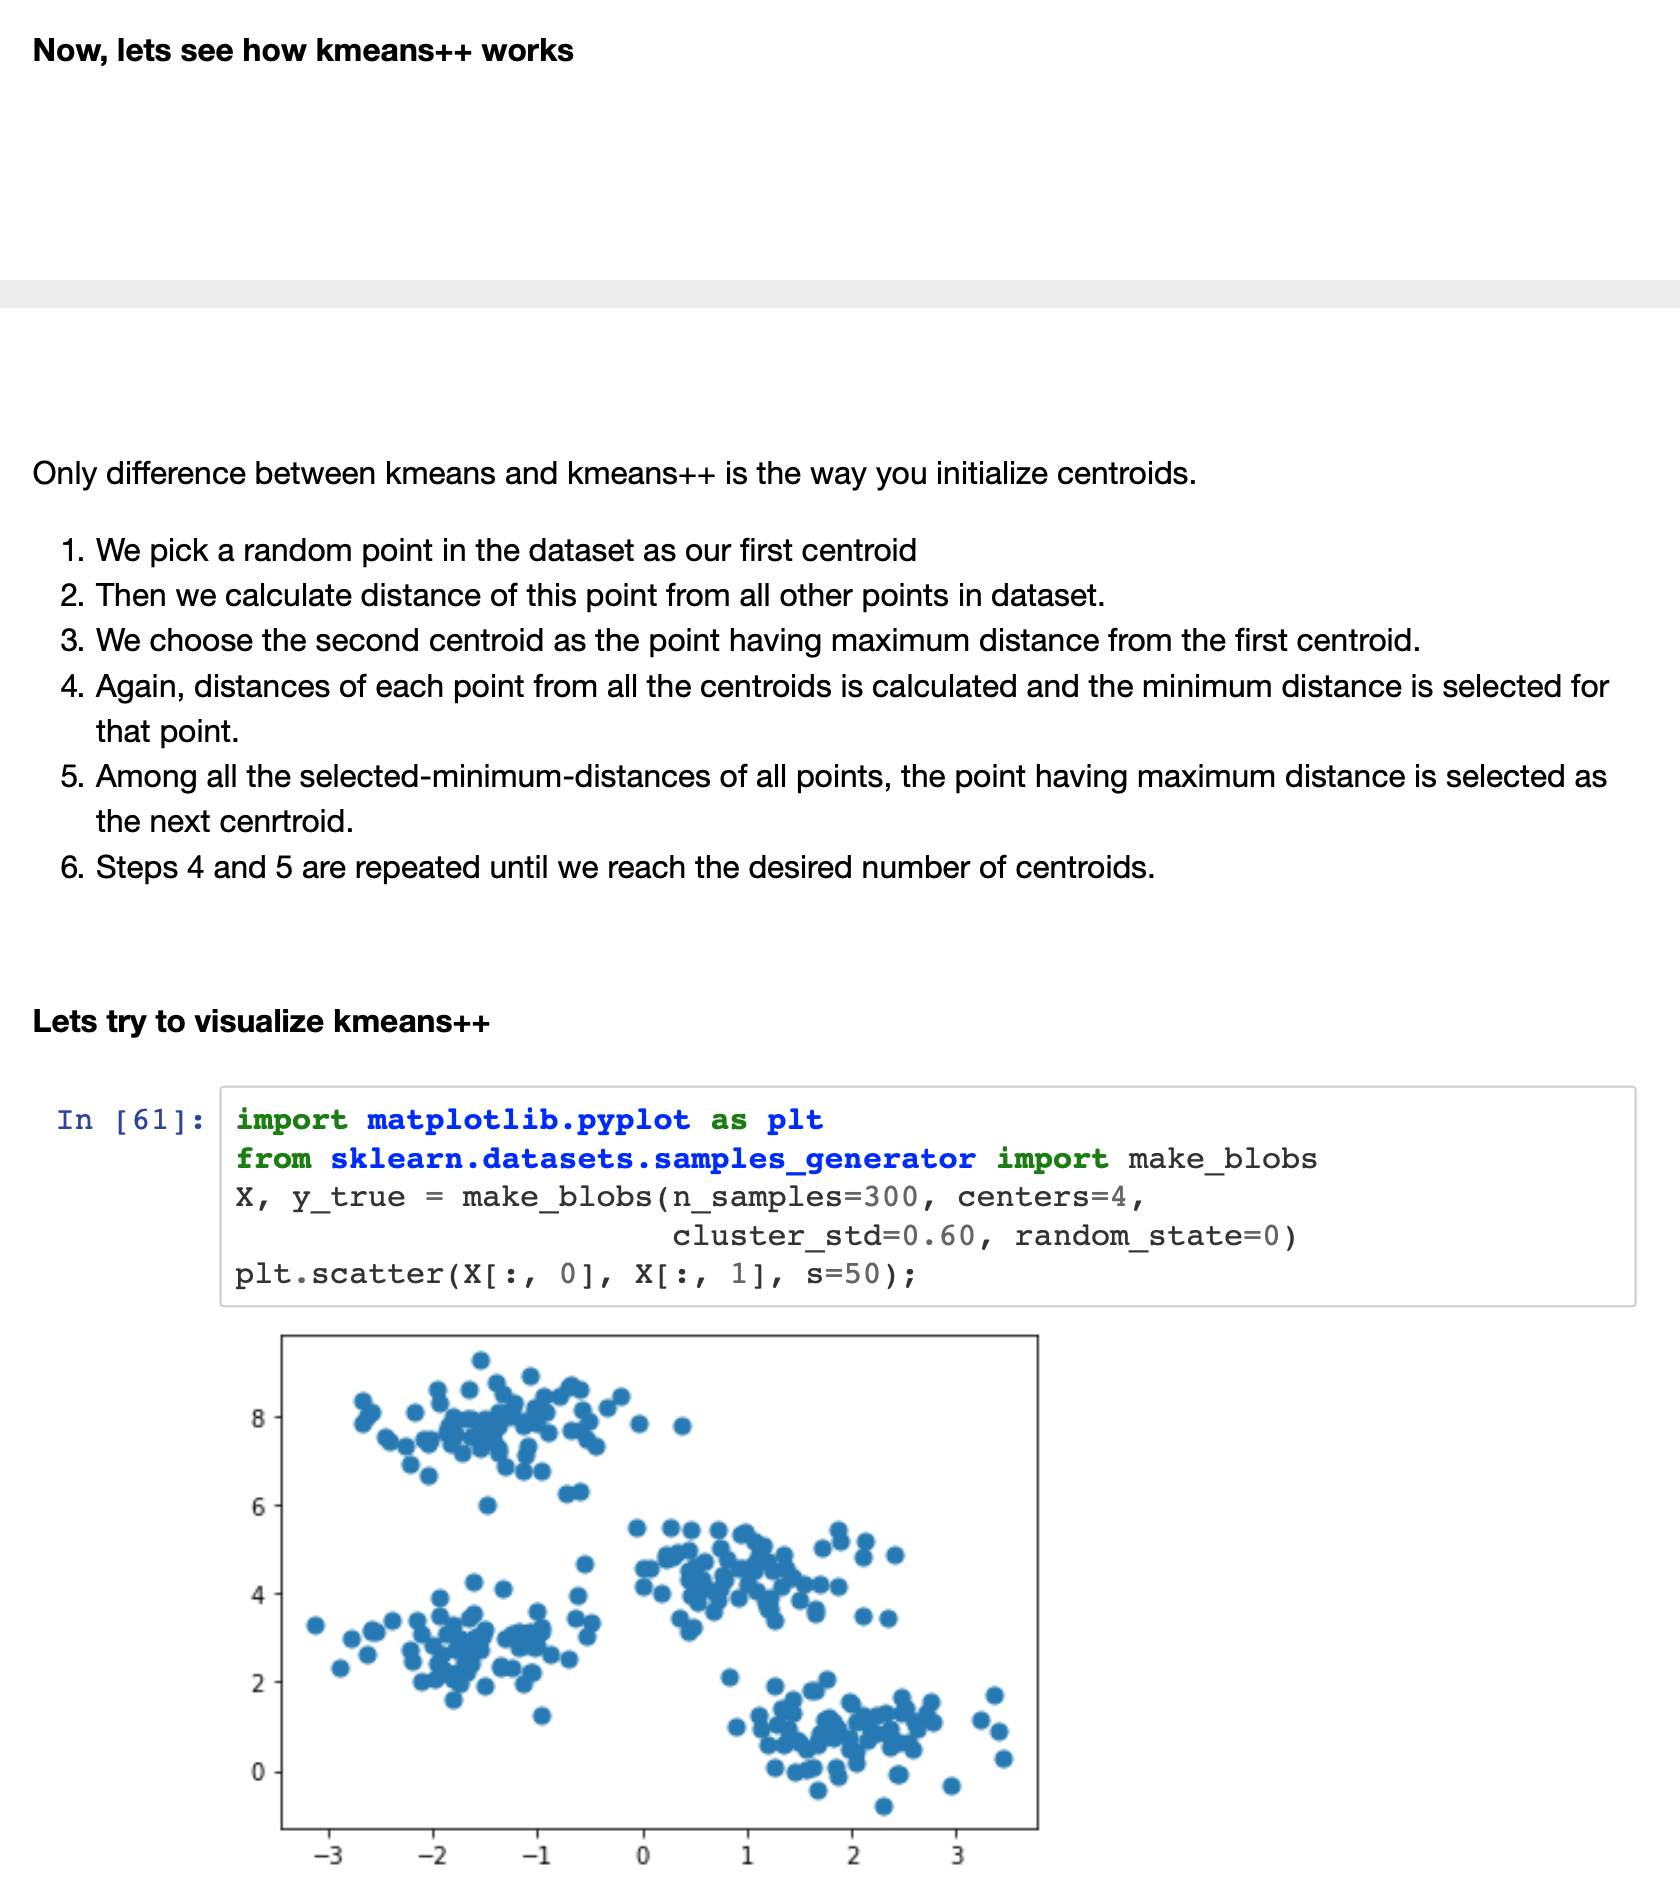 Now, lets see how kmeans++ works
Only difference between kmeans and kmeans++ is the way you initialize centroids.
1. We pick a random point in the dataset as our first centroid
2. Then we calculate distance of this point from all other points in dataset.
3. We choose the second centroid as the point having maximum distance from the first centroid.
4. Again, distances of each point from all the centroids is calculated and the minimum distance is selected for
that point.
5. Among all the selected-minimum-distances of all points, the point having maximum distance is selected as
the next cenrtroid.
6. Steps 4 and 5 are repeated until we reach the desired number of centroids.
Lets try to visualize kmeans++
In [61]: import matplotlib.pyplot as plt
from sklearn.datasets.samples_generator import make_blobs
X, y_true = make_blobs(n_samples=300, centers=4,
cluster_std=0.60, random_state=0)
plt.scatter(X[:, 0], X[:, 1], s=50);
8
6
4
2
0
−3 −2 −1 0 1 2 3